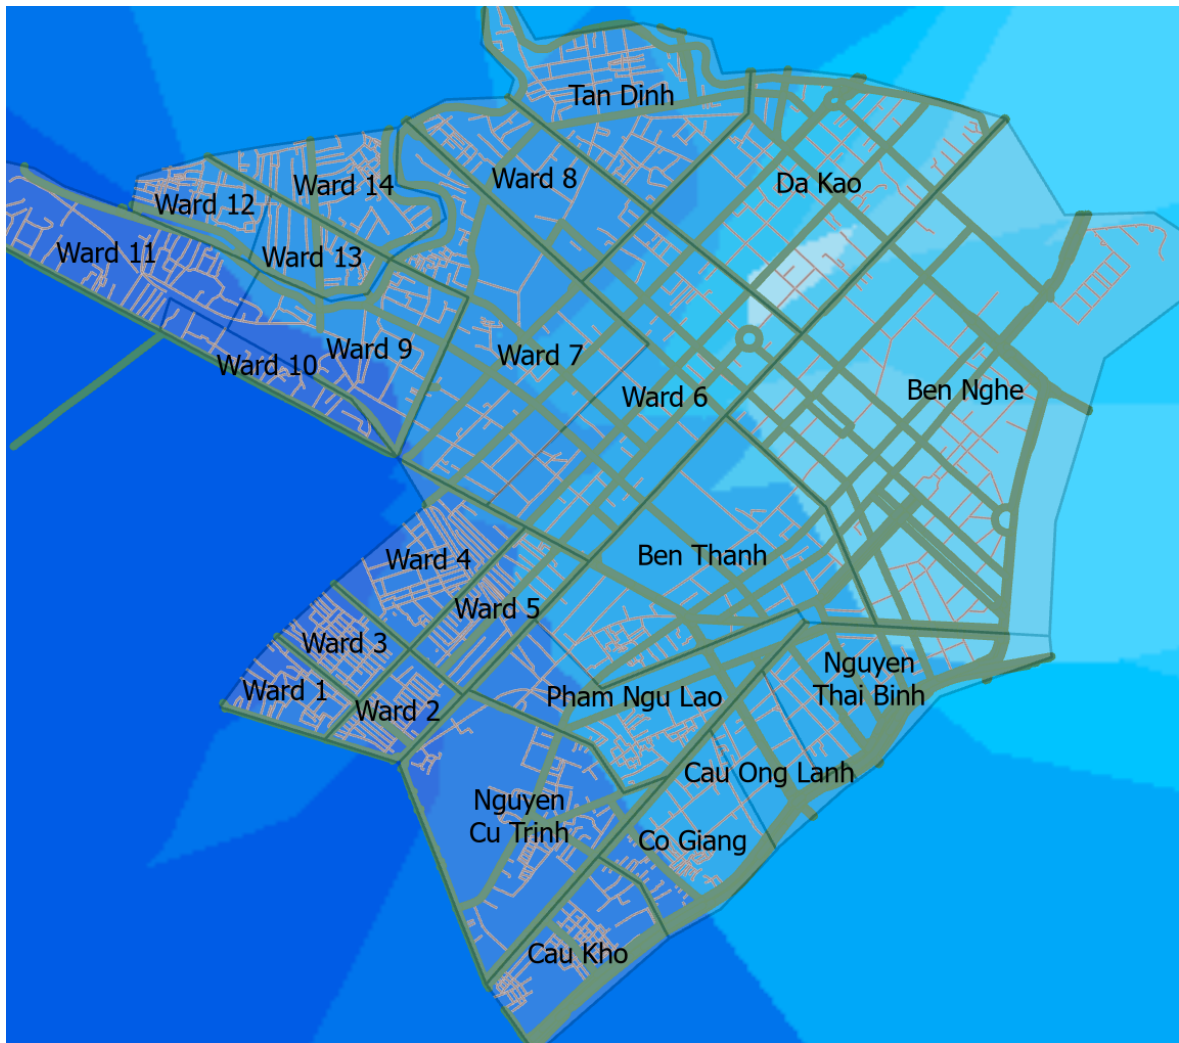 Tan Dinh
Ward 8
Da Kao
Ward 14
Ward 12
Ward 13
Ward 11
Ward 9
Ward 10
Ward 7
Ward 6
Ben Nghe
Ben Thanh
Ward 4
Ward 5
Ward 3
Ward 1
Ward 2
Nguyen
Thai Binh
Pham Ngu Lao
Cau Ong Lanh
Nguyen
Cu Trinh
Co Giang
Cau Kho